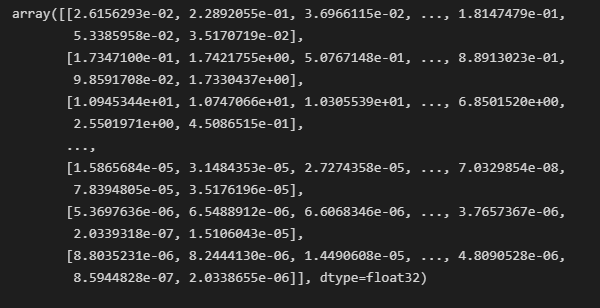 array([[2.6156293e-02, 2.2892055e-01, 3.6966115e-02, ..., 1.8147479e-01,
5.3385958e-02, 3.5170719e-02],
[1.7347100e-01, 1.7421755e+00, 5.0767148e-01, ..., 8.8913023e-01,
9.8591708e-02, 1.7330437e+00],
[1.0945344e+01, 1.0747066e+01, 1.0305539e+01, ..., 6.8501520e+00,
2.5501971e+00, 4.5086515e-01],
...,
[1.5865684e-05, 3.1484353e-05, 2.7274358e-05, ..., 7.0329854e-08,
7.8394805e-05, 3.5176196e-05],
[5.3697636e-06, 6.5488912e-06, 6.6068346e-06, ..., 3.7657367e-06,
2.0339318e-07, 1.5106043e-05],
[8.8035231e-06, 8.2444130e-06, 1.4490608e-05, ..., 4.8090528e-06,
8.5944828e-07, 2.0338655e-06]], dtype=float32)